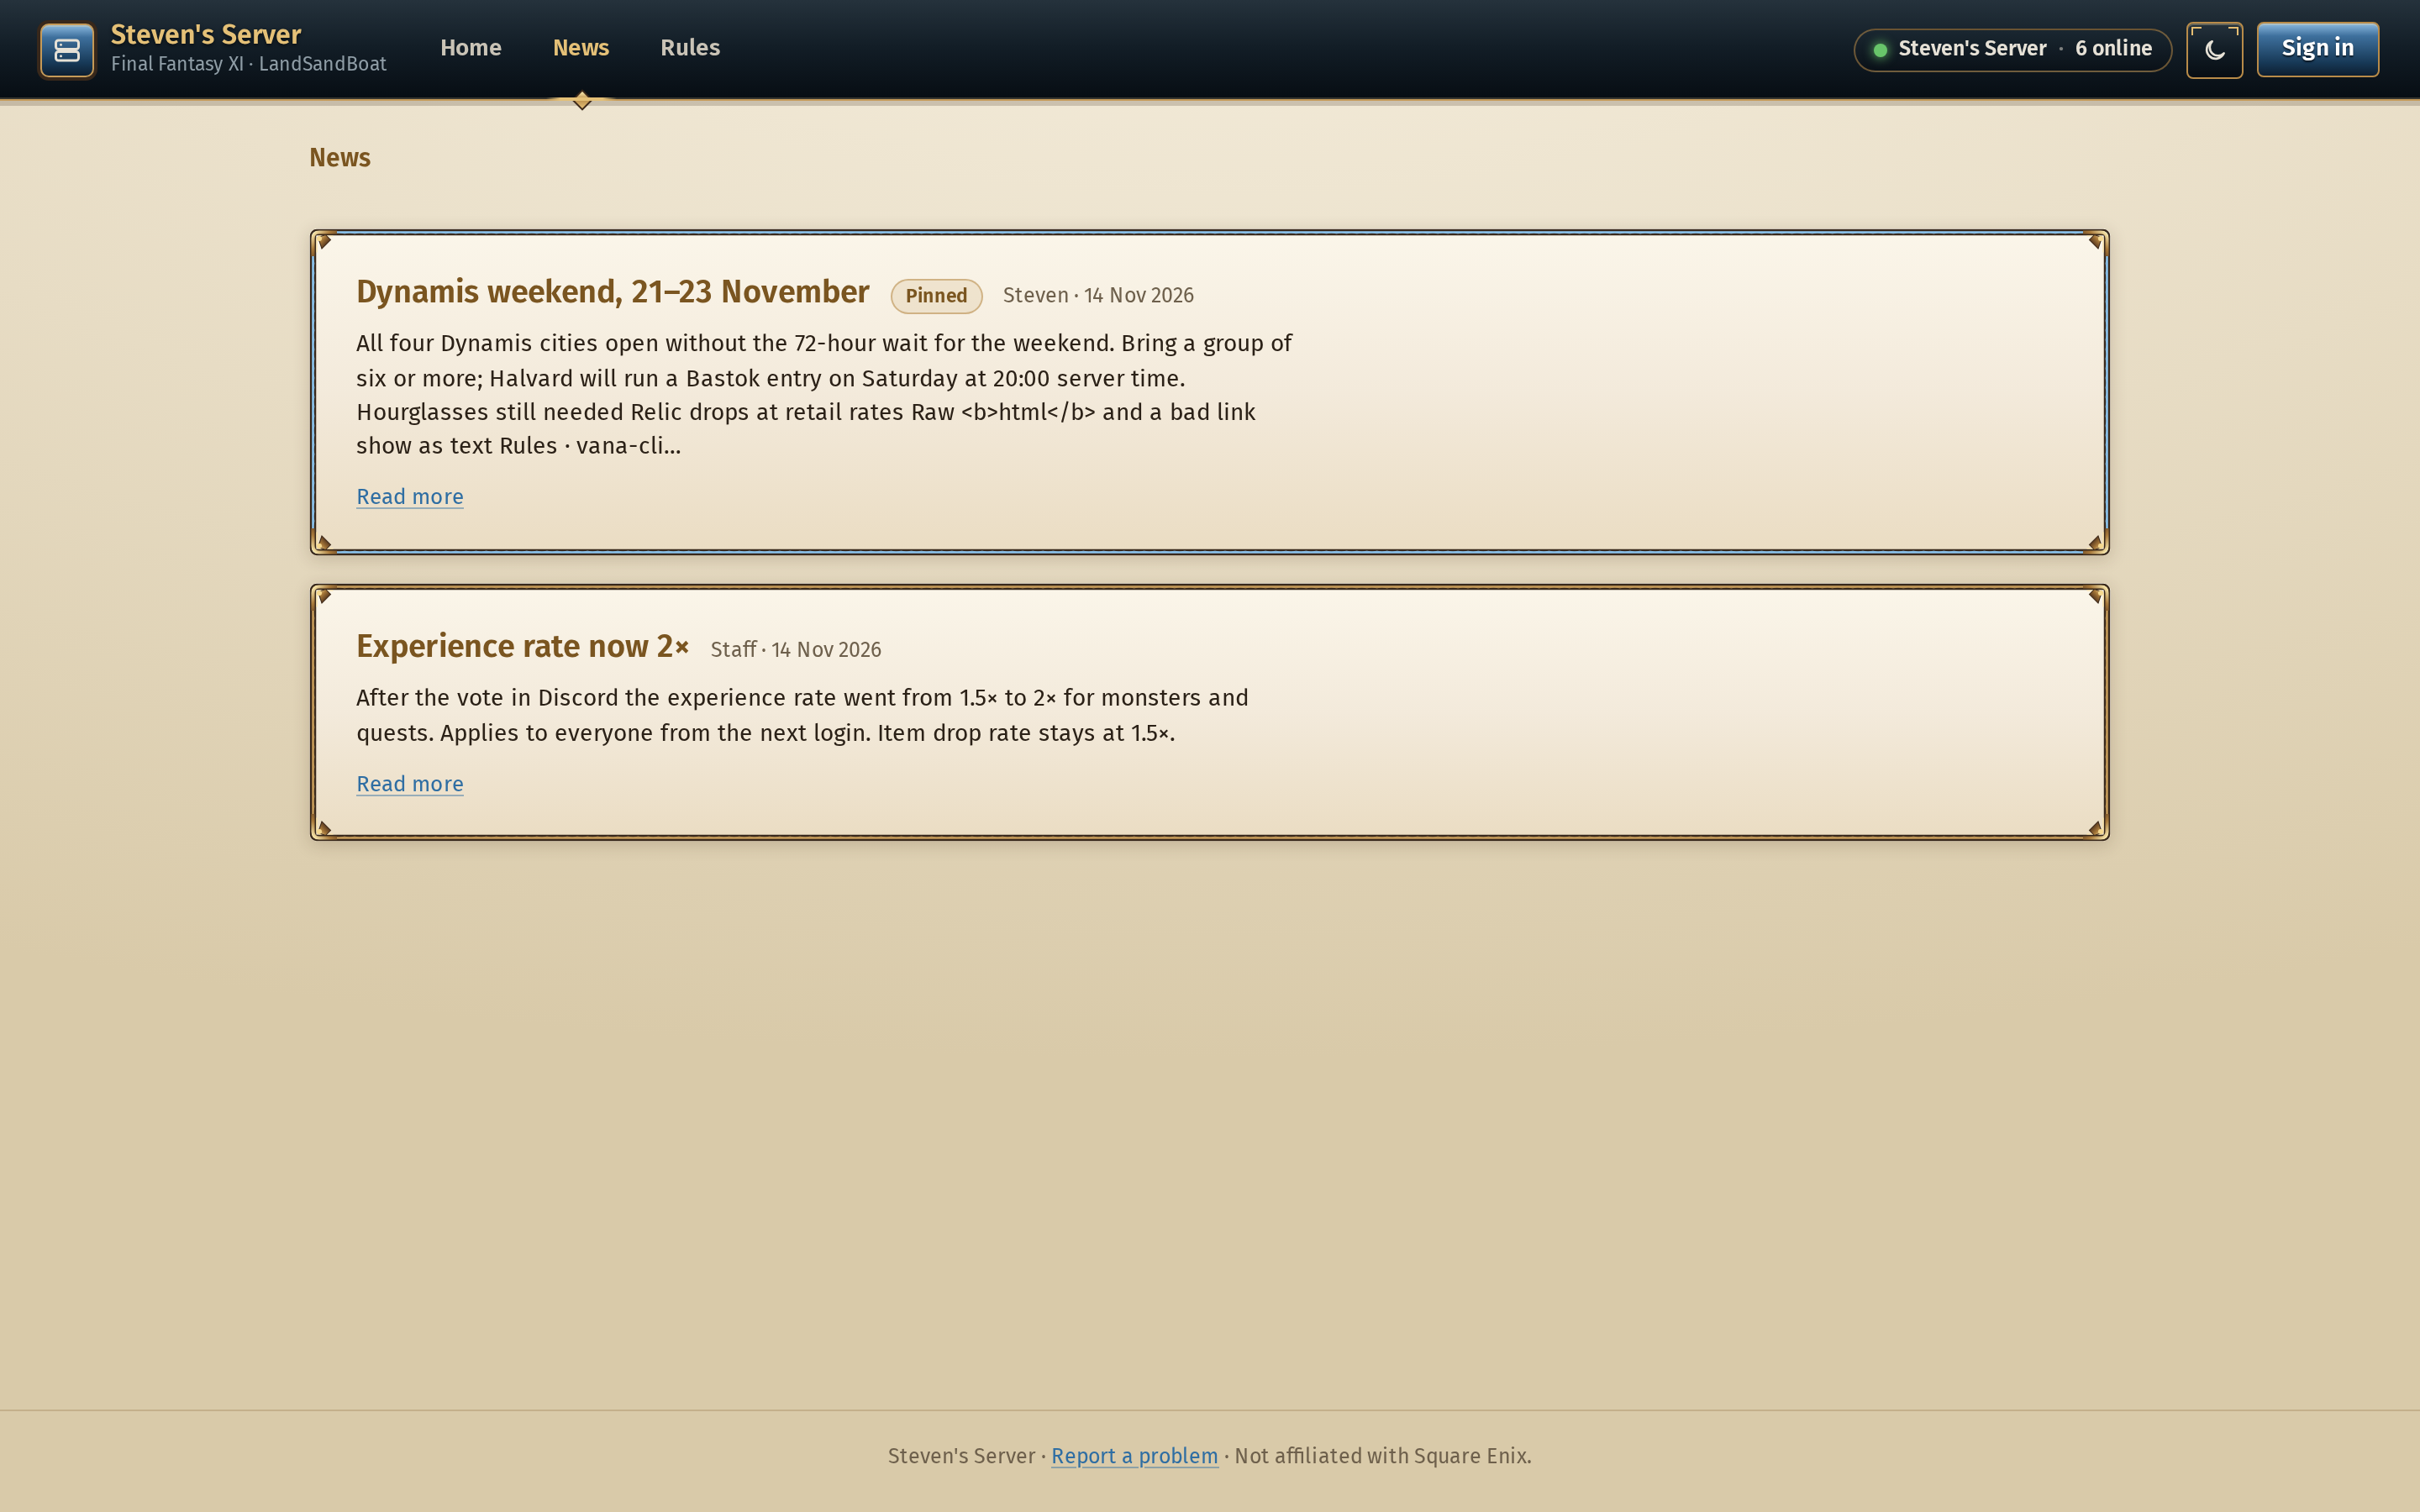 Steven's Server
Final Fantasy XI · LandSandBoat
Home
News
Rules
Steven's Server · 6 online
Sign in
News
Dynamis weekend, 21–23 November
Pinned
Steven · 14 Nov 2026
All four Dynamis cities open without the 72-hour wait for the weekend. Bring a group of
six or more; Halvard will run a Bastok entry on Saturday at 20:00 server time.
Hourglasses still needed Relic drops at retail rates Raw <b>html</b> and a bad link
show as text Rules · vana-cli…
Read more
Experience rate now 2×
Staff · 14 Nov 2026
After the vote in Discord the experience rate went from 1.5× to 2× for monsters and
quests. Applies to everyone from the next login. Item drop rate stays at 1.5×.
Read more
Steven's Server · Report a problem · Not affiliated with Square Enix.